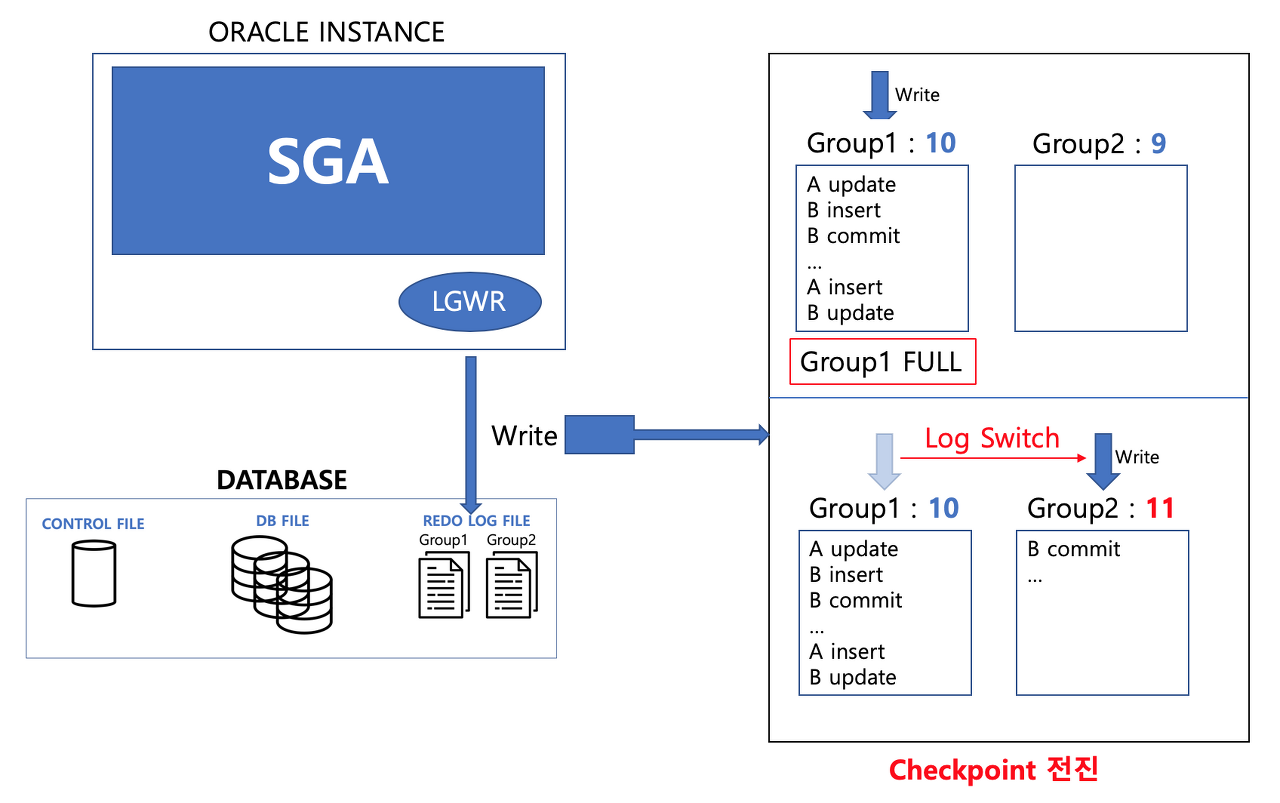 ORACLE INSTANCE
SGA
LGWR
Write
DATABASE
CONTROL FILE
DB FILE
REDO LOG FILE
Group1
Group2
Write
Group1 : 10
Group2 : 9
A update
B insert
B commit
...
A insert
B update
Group1 FULL
Log Switch
Write
Group1 : 10
Group2 : 11
A update
B insert
B commit
...
A insert
B update
B commit
...
Checkpoint 전진